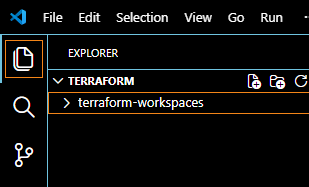 File Edit Selection View Go Run ···
EXPLORER
TERRAFORM
terraform-workspaces